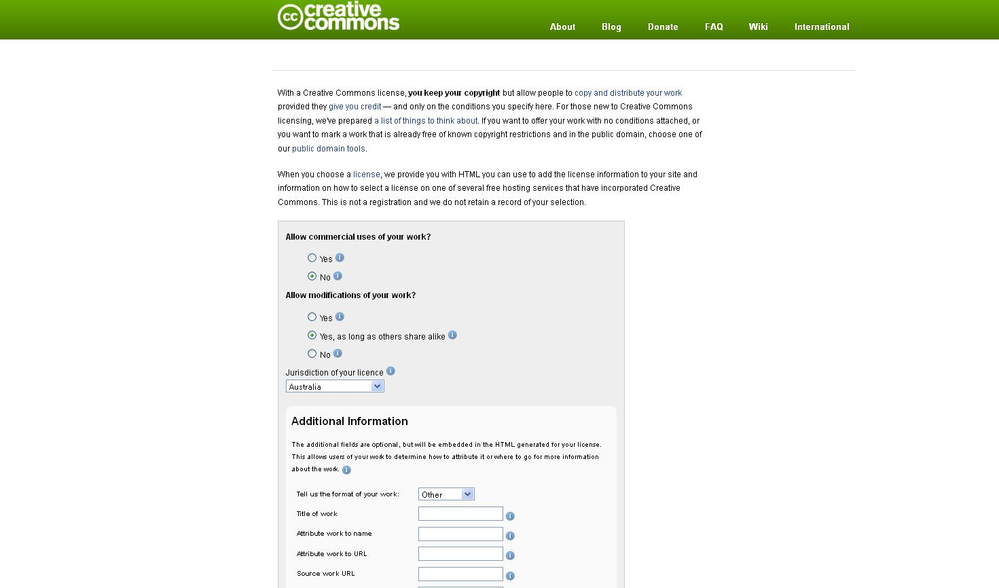 cc creative commons
About Blog Donate FAQ Wiki International
With a Creative Commons license, you keep your copyright but allow people to copy and distribute your work
provided they give you credit — and only on the conditions you specify here. For those new to Creative Commons
licensing, we've prepared a list of things to think about. If you want to offer your work with no conditions attached, or
you want to mark a work that is already free of known copyright restrictions and in the public domain, choose one of
our public domain tools.
When you choose a license, we provide you with HTML you can use to add the license information to your site and
information on how to select a license on one of several free hosting services that have incorporated Creative
Commons. This is not a registration and we do not retain a record of your selection.
Allow commercial uses of your work?
Yes
No
Allow modifications of your work?
Yes
Yes, as long as others share alike
No
Jurisdiction of your licence
Australia
Additional Information
The additional fields are optional, but will be embedded in the HTML generated for your license.
This allows users of your work to determine how to attribute it or where to go for more information
about the work.
Tell us the format of your work: Other
Title of work
Attribute work to name
Attribute work to URL
Source work URL